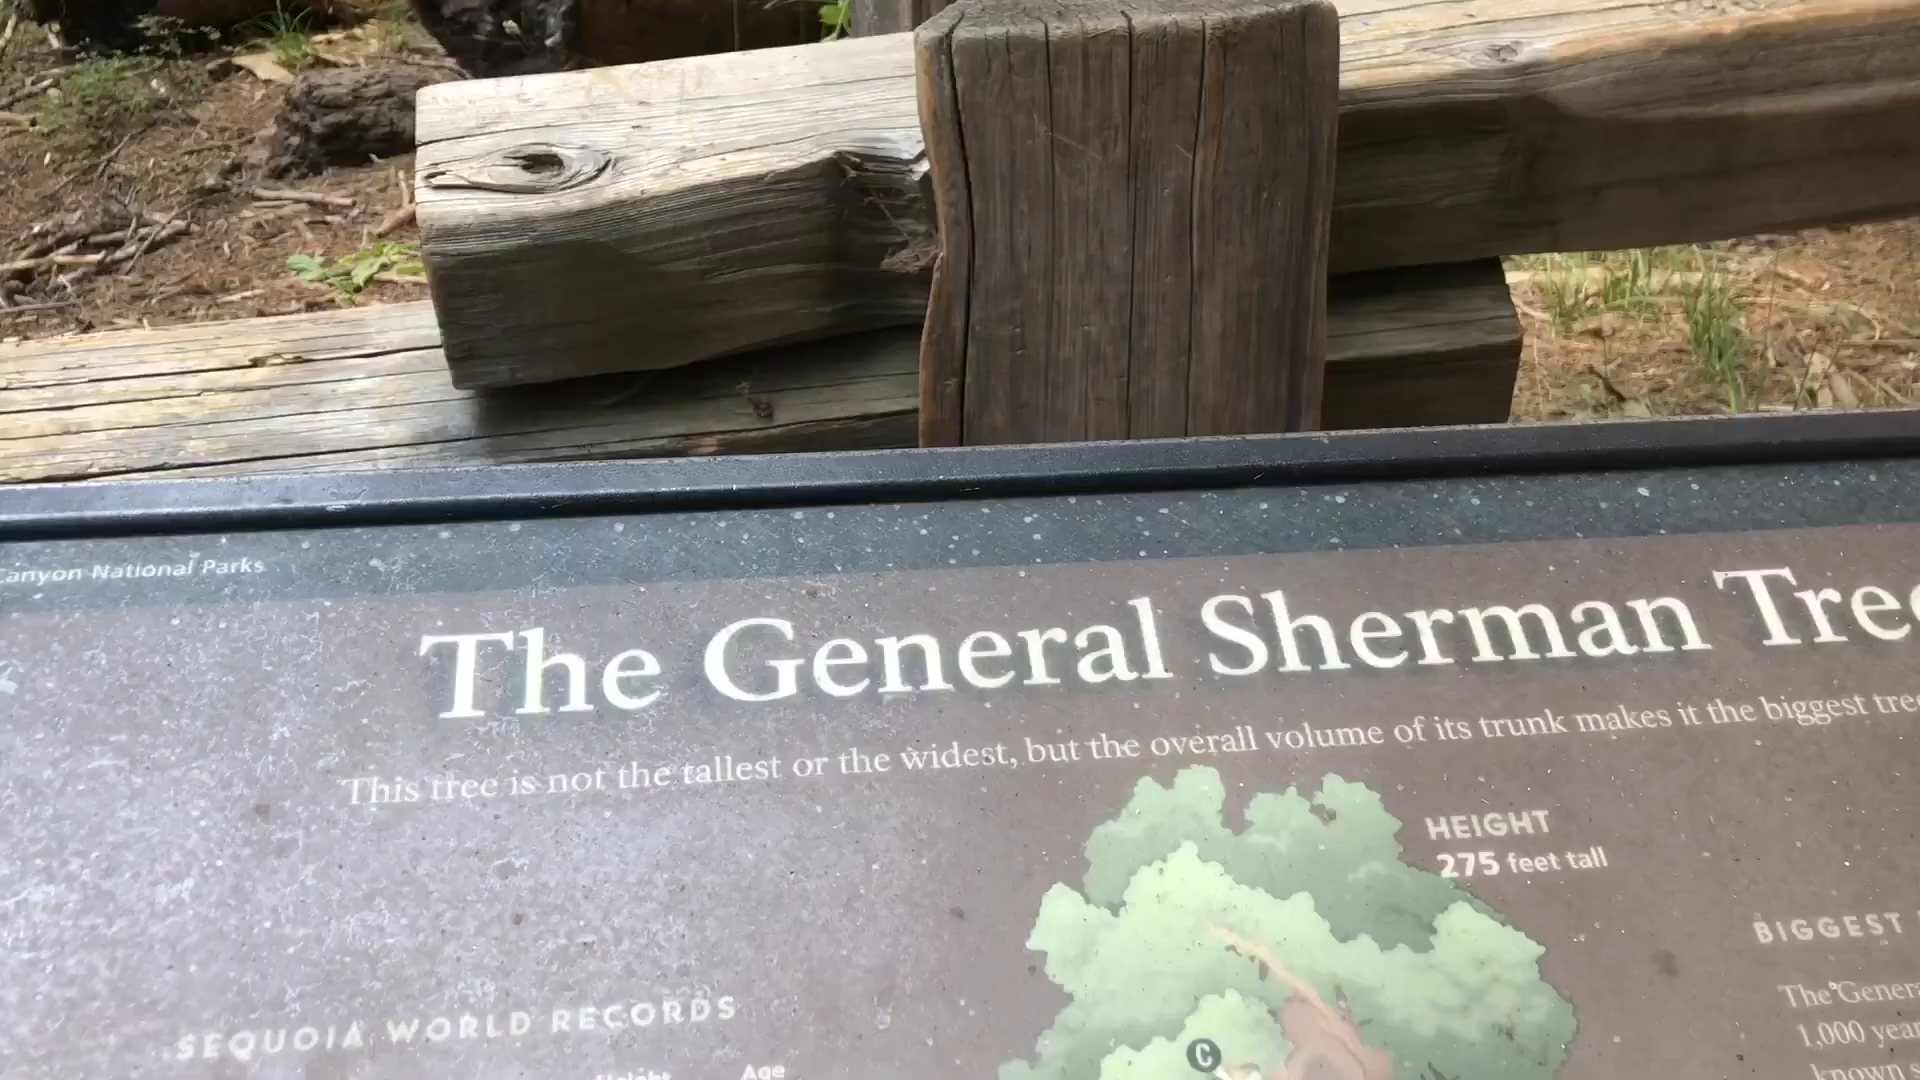 Canyon National Parks
The General Sherman Tree
This tree is not the tallest or the widest, but the overall volume of its trunk makes it the biggest tree
HEIGHT
275 feet tall
BIGGEST
The Genera
1,000 year
known s
SEQUOIA WORLD RECORDS
Height Age
C